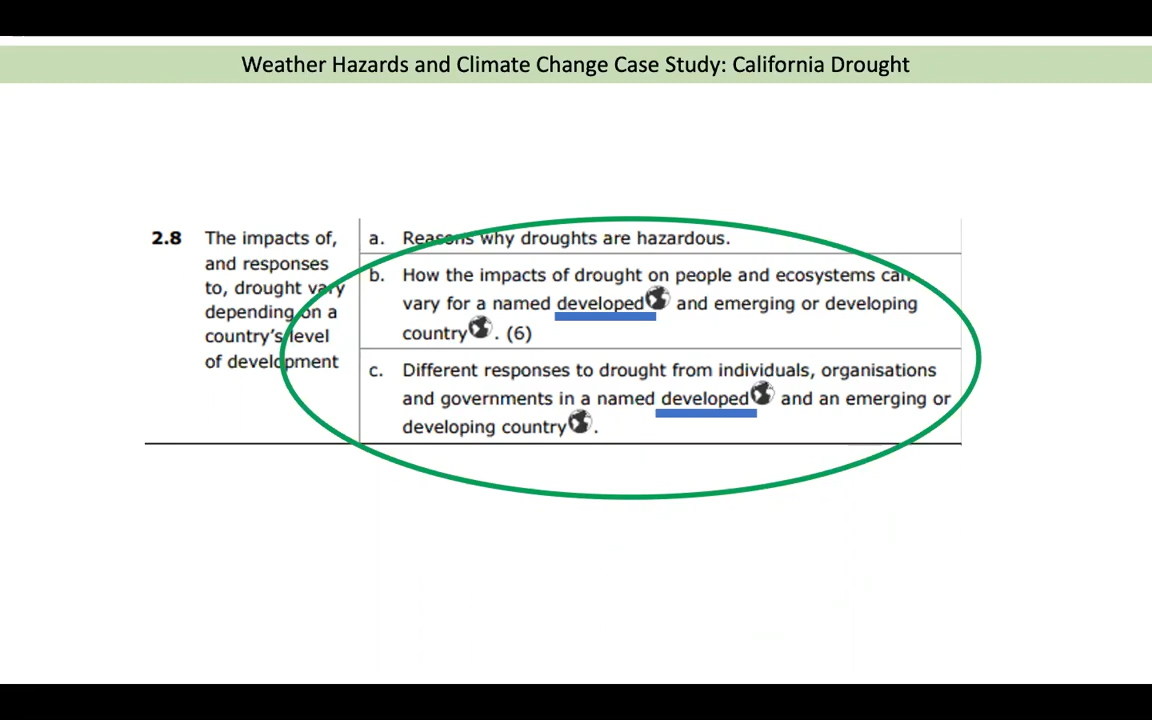 Weather Hazards and Climate Change Case Study: California Drought
2.8 The impacts of,
and responses
to, drought vary
depending on a
country's level
of development
a. Reasons why droughts are hazardous.
b. How the impacts of drought on people and ecosystems can
vary for a named developed and emerging or developing
country. (6)
c. Different responses to drought from individuals, organisations
and governments in a named developed and an emerging or
developing country.